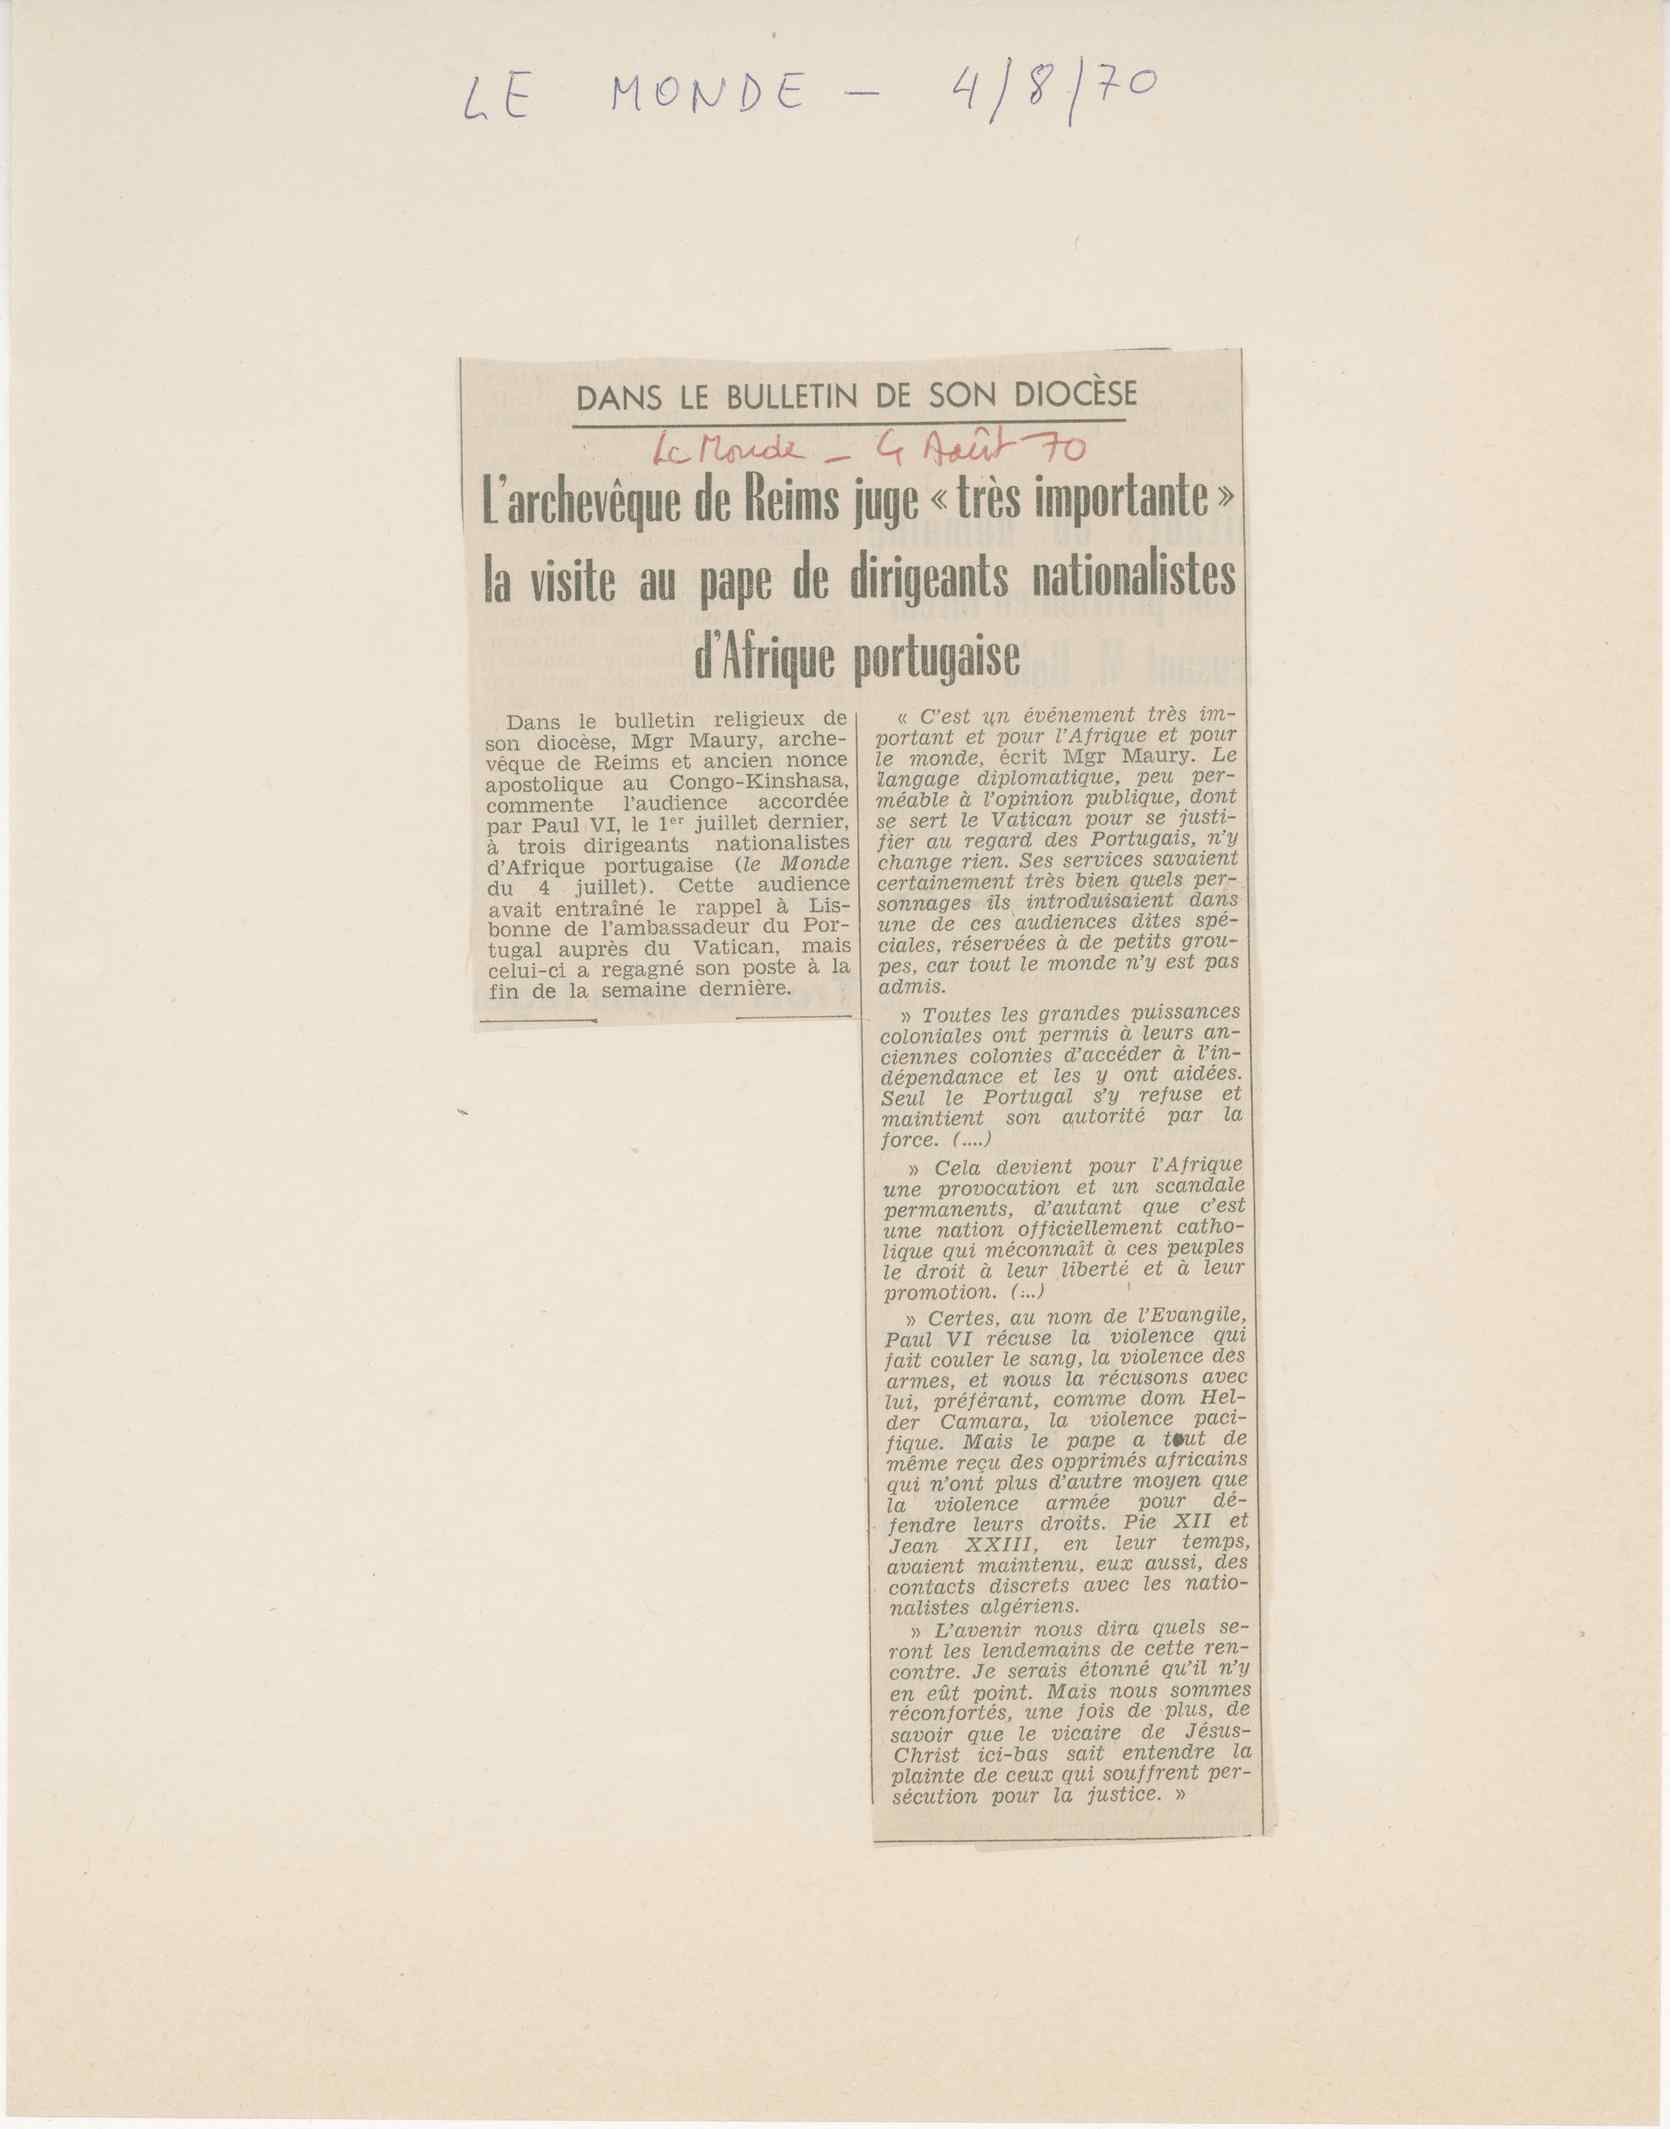 LE MONDE - 4/8/70
DANS LE BULLETIN DE SON DIOCÈSE
Le Monde - 4 Août 70
L'archevêque de Reims juge « très importante »
la visite au pape de dirigeants nationalistes
d'Afrique portugaise
Dans le bulletin religieux de
son diocèse, Mgr Maury, arche-
vêque de Reims et ancien nonce
apostolique au Congo-Kinshasa,
commente l'audience accordée
par Paul VI, le 1er juillet dernier,
à trois dirigeants nationalistes
d'Afrique portugaise (le Monde
du 4 juillet). Cette audience
avait entraîné le rappel à Lis-
bonne de l'ambassadeur du Por-
tugal auprès du Vatican, mais
celui-ci a regagné son poste à la
fin de la semaine dernière.
« C'est un événement très im-
portant et pour l'Afrique et pour
le monde, écrit Mgr Maury. Le
langage diplomatique, peu per-
méable à l'opinion publique, dont
se sert le Vatican pour se justi-
fier au regard des Portugais, n'y
change rien. Ses services savaient
certainement très bien quels per-
sonnages ils introduisaient dans
une de ces audiences dites spé-
ciales, réservées à de petits grou-
pes, car tout le monde n'y est pas
admis.
» Toutes les grandes puissances
coloniales ont permis à leurs an-
ciennes colonies d'accéder à l'in-
dépendance et les y ont aidées.
Seul le Portugal s'y refuse et
maintient son autorité par la
force. (....)
» Cela devient pour l'Afrique
une provocation et un scandale
permanents, d'autant que c'est
une nation officiellement catho-
lique qui méconnaît à ces peuples
le droit à leur liberté et à leur
promotion. (...)
» Certes, au nom de l'Evangile,
Paul VI récuse la violence qui
fait couler le sang, la violence des
armes, et nous la récusons avec
lui, préférant, comme dom Hel-
der Camara, la violence paci-
fique. Mais le pape a tout de
même reçu des opprimés africains
qui n'ont plus d'autre moyen que
la violence armée pour dé-
fendre leurs droits. Pie XII et
Jean XXIII, en leur temps,
avaient maintenu, eux aussi, des
contacts discrets avec les natio-
nalistes algériens.
» L'avenir nous dira quels se-
ront les lendemains de cette ren-
contre. Je serais étonné qu'il n'y
en eût point. Mais nous sommes
réconfortés, une fois de plus, de
savoir que le vicaire de Jésus-
Christ ici-bas sait entendre la
plainte de ceux qui souffrent per-
sécution pour la justice. »